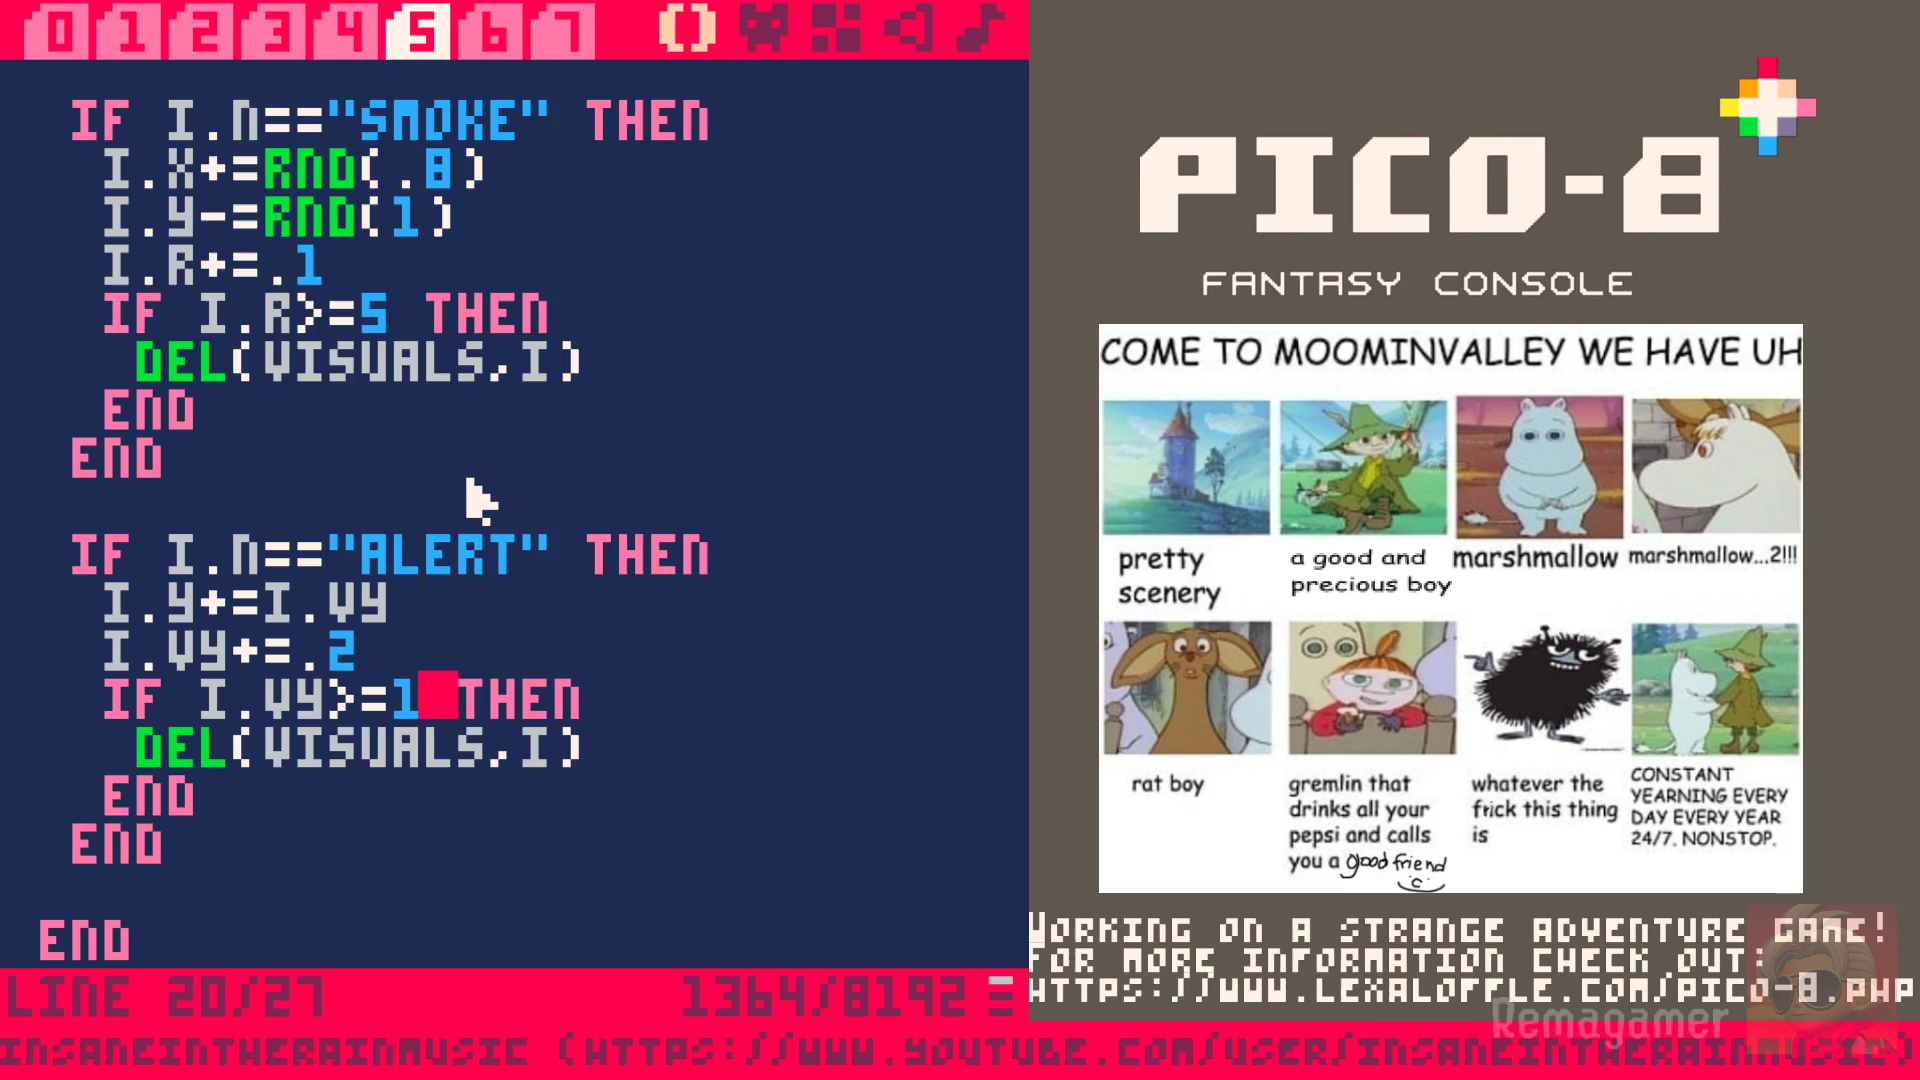 0 1 2 3 4 5 6 7 ()
IF I.N=="SMOKE" THEN
I.X+=RND(.8)
I.Y-=RND(1)
I.R+=.1
IF I.R>=5 THEN
DEL(VISUALS,I)
END
END
IF I.N=="ALERT" THEN
I.Y+=I.VY
I.VY+=.2
IF I.VY>=1 THEN
DEL(VISUALS,I)
END
END
END
LINE 20/27
1364/8192
PICO-8
FANTASY CONSOLE
COME TO MOOMINVALLEY WE HAVE UH
pretty
scenery
a good and
precious boy
marshmallow
marshmallow...2!!!
rat boy
gremlin that
drinks all your
pepsi and calls
you a good friend
whatever the
frick this thing
is
CONSTANT
YEARNING EVERY
DAY EVERY YEAR
24/7. NONSTOP.
WORKING ON A STRANGE ADVENTURE GAME!
FOR MORE INFORMATION CHECK OUT:
HTTPS://WWW.LEXALOFFLE.COM/PICO-8.PHP
Remagamer
INSANEINTHERAINMUSIC (HTTPS://WWW.YOUTUBE.COM/USER/INSANEINTHERAINMUSIC)